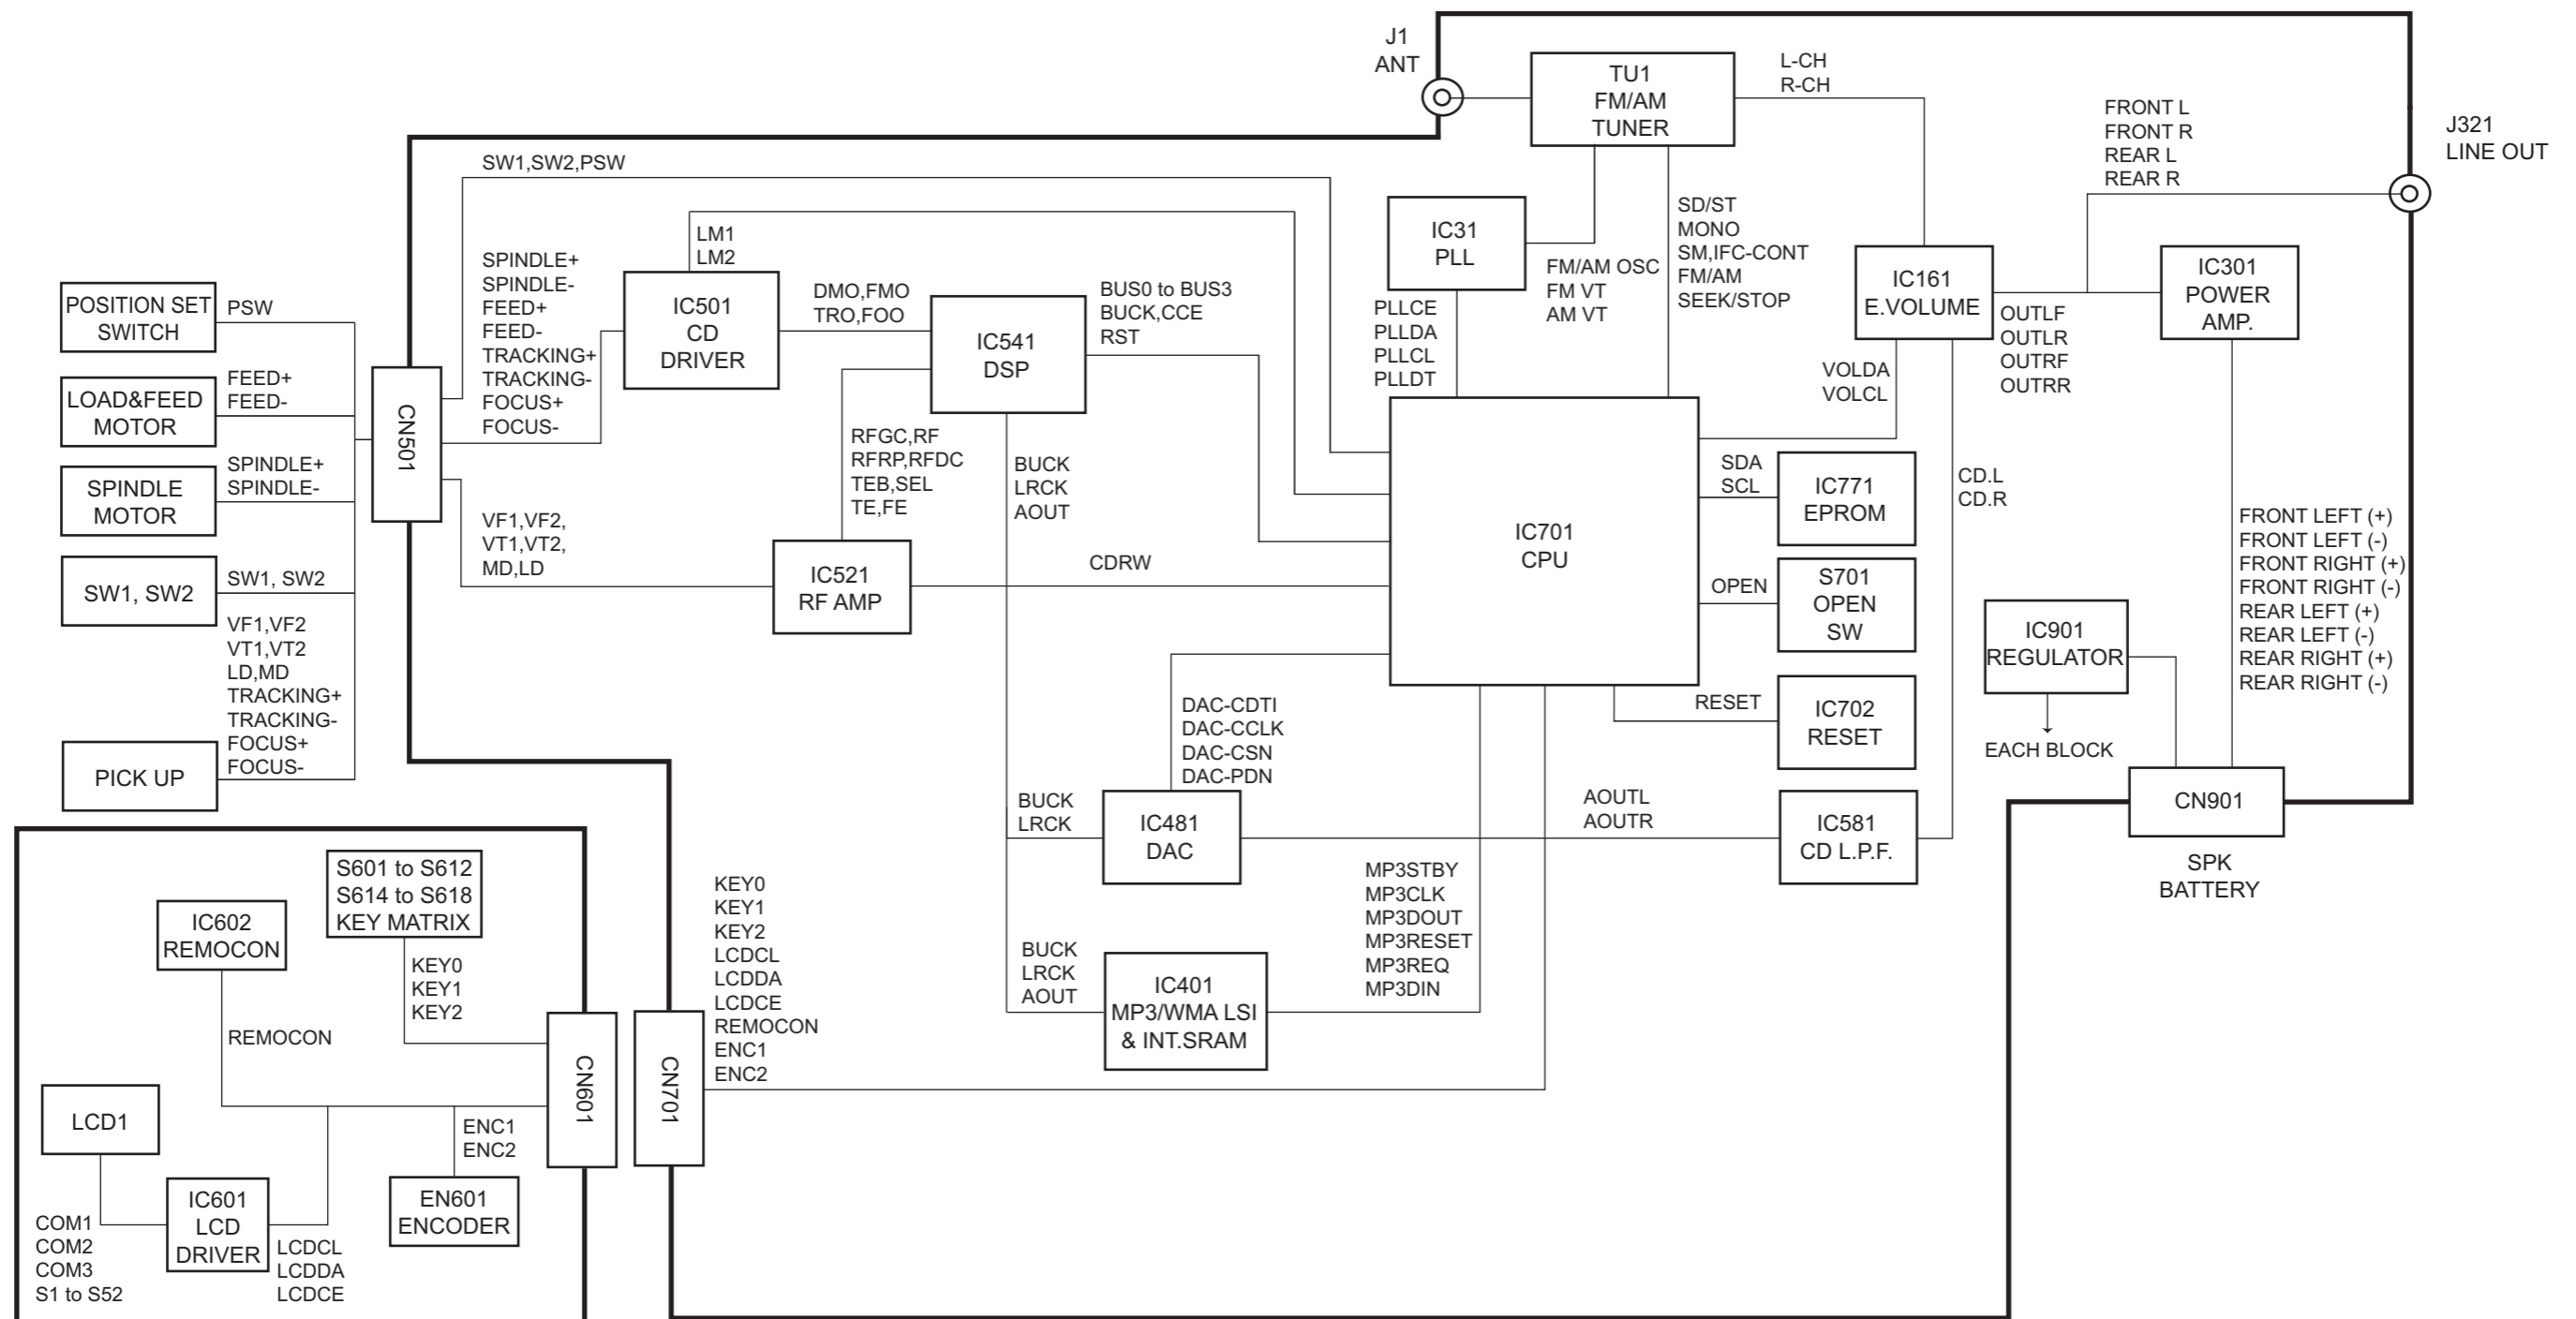 J1
ANT
TU1
FM/AM
TUNER
L-CH
R-CH
FRONT L
FRONT R
REAR L
REAR R
J321
LINE OUT
SW1,SW2,PSW
LM1
LM2
SPINDLE+
SPINDLE-
FEED+
FEED-
TRACKING+
TRACKING-
FOCUS+
FOCUS-
IC501
CD
DRIVER
DMO,FMO
TRO,FOO
IC541
DSP
BUS0 to BUS3
BUCK,CCE
RST
IC31
PLL
FM/AM OSC
FM VT
AM VT
SD/ST
MONO
SM,IFC-CONT
FM/AM
SEEK/STOP
PLLCE
PLLDA
PLLCL
PLLDT
IC161
E.VOLUME
OUTLF
OUTLR
OUTRF
OUTRR
IC301
POWER
AMP.
VOLDA
VOLCL
POSITION SET
SWITCH
PSW
LOAD&FEED
MOTOR
FEED+
FEED-
SPINDLE
MOTOR
SPINDLE+
SPINDLE-
SW1, SW2
SW1, SW2
VF1,VF2
VT1,VT2
LD,MD
TRACKING+
TRACKING-
FOCUS+
FOCUS-
PICK UP
CN501
VF1,VF2,
VT1,VT2,
MD,LD
RFGC,RF
RFRP,RFDC
TEB,SEL
TE,FE
BUCK
LRCK
AOUT
IC521
RF AMP
CDRW
IC701
CPU
SDA
SCL
IC771
EPROM
OPEN
S701
OPEN
SW
RESET
IC702
RESET
CD.L
CD.R
FRONT LEFT (+)
FRONT LEFT (-)
FRONT RIGHT (+)
FRONT RIGHT (-)
REAR LEFT (+)
REAR LEFT (-)
REAR RIGHT (+)
REAR RIGHT (-)
IC901
REGULATOR
EACH BLOCK
CN901
SPK
BATTERY
DAC-CDTI
DAC-CCLK
DAC-CSN
DAC-PDN
BUCK
LRCK
IC481
DAC
AOUTL
AOUTR
IC581
CD L.P.F.
MP3STBY
MP3CLK
MP3DOUT
MP3RESET
MP3REQ
MP3DIN
BUCK
LRCK
AOUT
IC401
MP3/WMA LSI
& INT.SRAM
KEY0
KEY1
KEY2
LCDCL
LCDDA
LCDCE
REMOCON
ENC1
ENC2
CN701
S601 to S612
S614 to S618
KEY MATRIX
IC602
REMOCON
KEY0
KEY1
KEY2
REMOCON
CN601
LCD1
ENC1
ENC2
IC601
LCD
DRIVER
EN601
ENCODER
COM1
COM2
COM3
S1 to S52
LCDCL
LCDDA
LCDCE